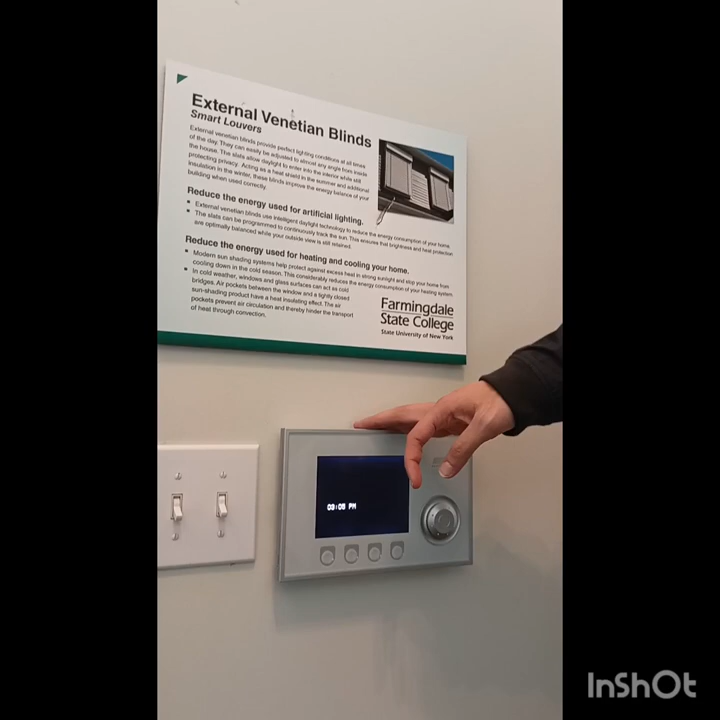 External Venetian Blinds
Smart Louvers
External venetian blinds provide perfect lighting conditions at all times
of the day. They can easily be adjusted to almost any angle from inside
the house. The slats allow daylight to enter into the interior while still
protecting privacy. Acting as a heat shield in the summer and additional
insulation in the winter, these blinds improve the energy balance of your
building when used correctly.
Reduce the energy used for artificial lighting.
• External venetian blinds use intelligent daylight technology to reduce the energy consumption of your home.
• The slats can be programmed to continuously track the sun. This ensures that brightness and heat protection
are optimally balanced while your outside view is still retained.
Reduce the energy used for heating and cooling your home.
• Modern sun shading systems help protect against excess heat in strong sunlight and stop your home from
cooling down in the cold season. This considerably reduces the energy consumption of your heating system.
• In cold weather, windows and glass surfaces can act as cold
bridges. Air pockets between the window and a tightly closed
sun-shading product have a heat insulating effect. The air
pockets prevent air circulation and thereby hinder the transport
of heat through convection.
Farmingdale
State College
State University of New York
03:05 PM
InShOt